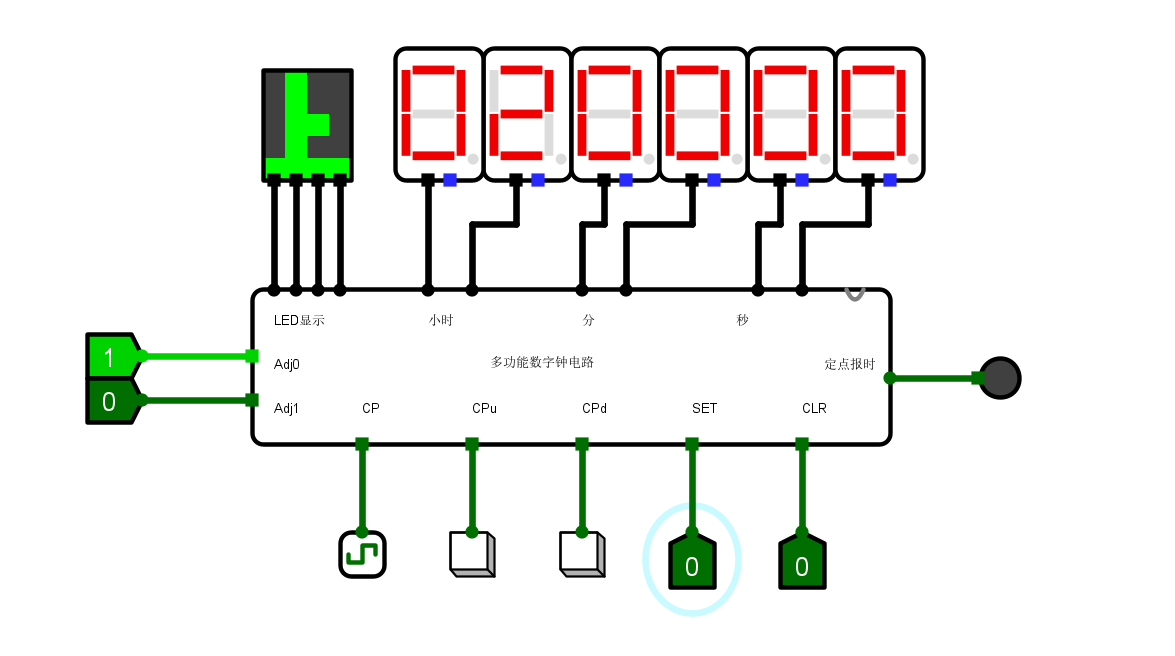 020000
LED显示
小时
分
秒
1
Adj0
多功能数字钟电路
定点报时
0
Adj1
CP
CPu
CPd
SET
CLR
0
0